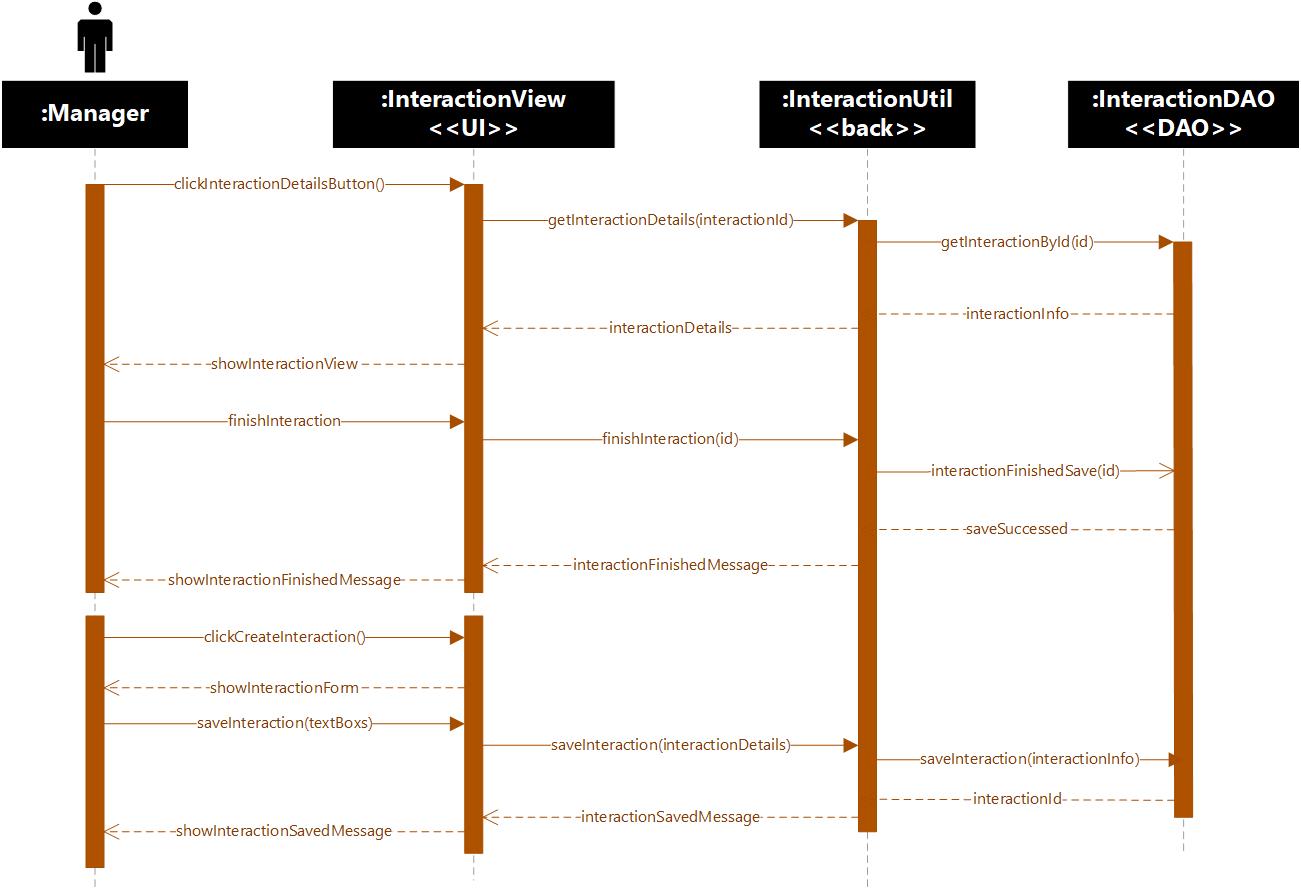 :Manager
:InteractionView
<<UI>>
:InteractionUtil
<<back>>
:InteractionDAO
<<DAO>>
clickInteractionDetailsButton()
getInteractionDetails(interactionId)
getInteractionById(id)
interactionInfo
interactionDetails
showInteractionView
finishInteraction
finishInteraction(id)
interactionFinishedSave(id)
saveSuccessed
interactionFinishedMessage
showInteractionFinishedMessage
clickCreateInteraction()
showInteractionForm
saveInteraction(textBoxs)
saveInteraction(interactionDetails)
saveInteraction(interactionInfo)
interactionId
interactionSavedMessage
showInteractionSavedMessage